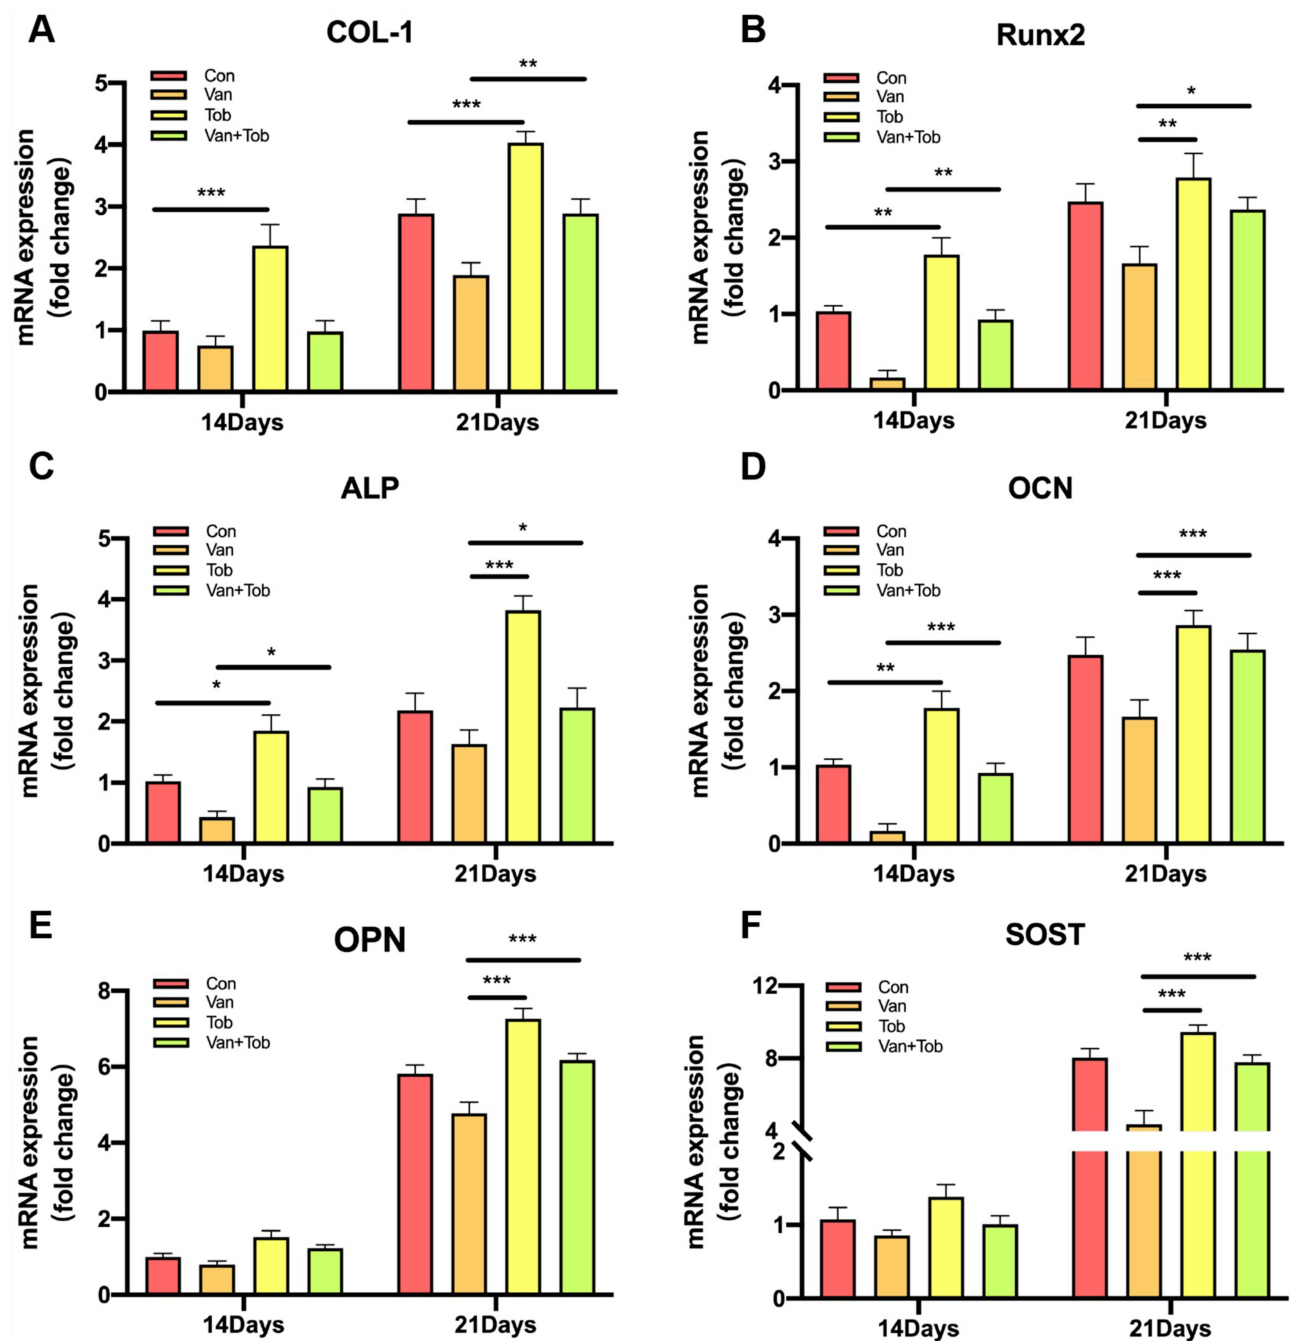 A
COL-1
mRNA expression
(fold change)
5
4
3
2
1
0
Con
Van
Tob
Van+Tob
***
***
**
14Days
21Days
B
Runx2
mRNA expression
(fold change)
4
3
2
1
0
Con
Van
Tob
Van+Tob
**
**
**
*
14Days
21Days
C
ALP
mRNA expression
(fold change)
5
4
3
2
1
0
Con
Van
Tob
Van+Tob
*
*
***
*
14Days
21Days
D
OCN
mRNA expression
(fold change)
4
3
2
1
0
Con
Van
Tob
Van+Tob
**
***
***
***
14Days
21Days
E
OPN
mRNA expression
(fold change)
8
6
4
2
0
Con
Van
Tob
Van+Tob
***
***
14Days
21Days
F
SOST
mRNA expression
(fold change)
12
8
4
2
1
0
Con
Van
Tob
Van+Tob
***
***
14Days
21Days